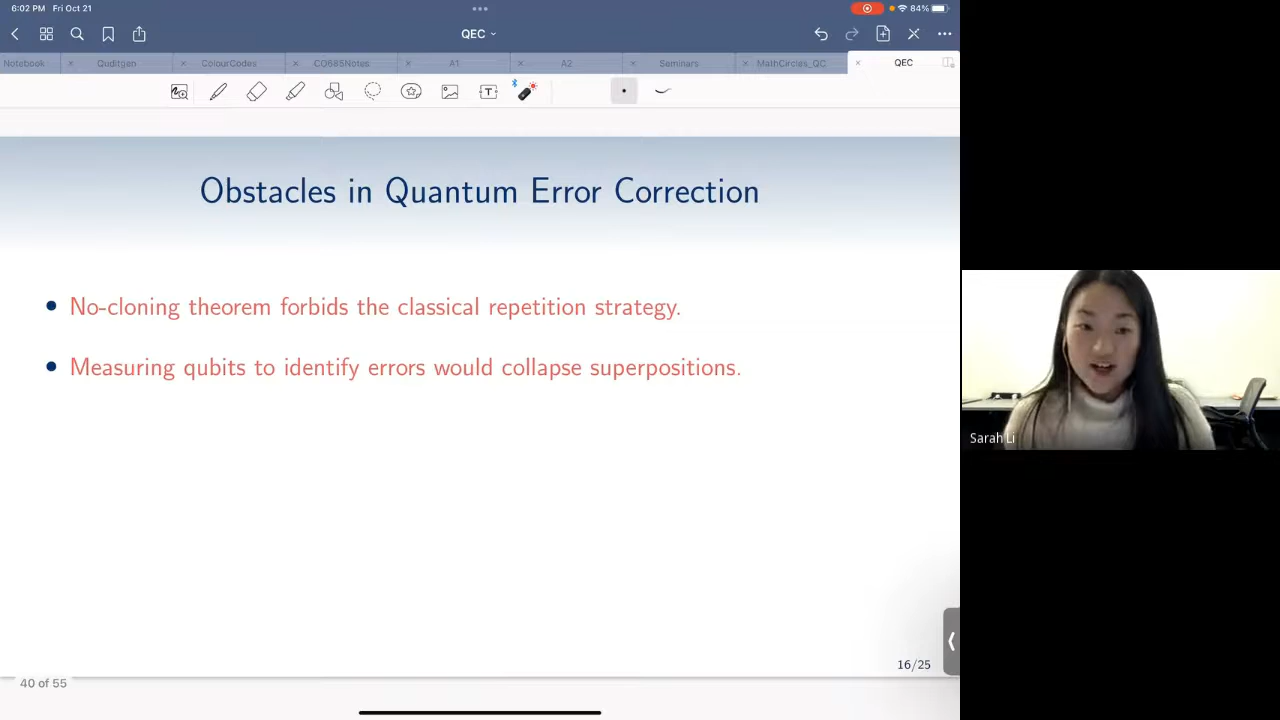 6:02 PM Fri Oct 21
84%
QEC
Notebook
Quditgen
ColourCodes
CO685Notes
A1
A2
Seminars
MathCircles_QC
QEC
Obstacles in Quantum Error Correction
• No-cloning theorem forbids the classical repetition strategy.
• Measuring qubits to identify errors would collapse superpositions.
Sarah Li
16/25
40 of 55